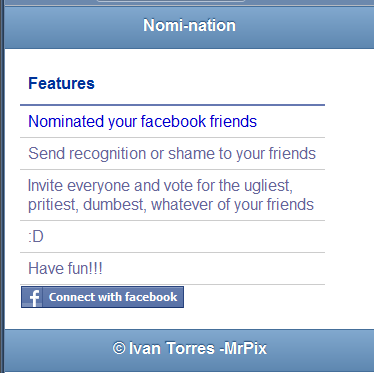 Nomi-nation
Features
Nominated your facebook friends
Send recognition or shame to your friends
Invite everyone and vote for the ugliest,
pritiest, dumbest, whatever of your friends
:D
Have fun!!!
f Connect with facebook
© Ivan Torres -MrPix